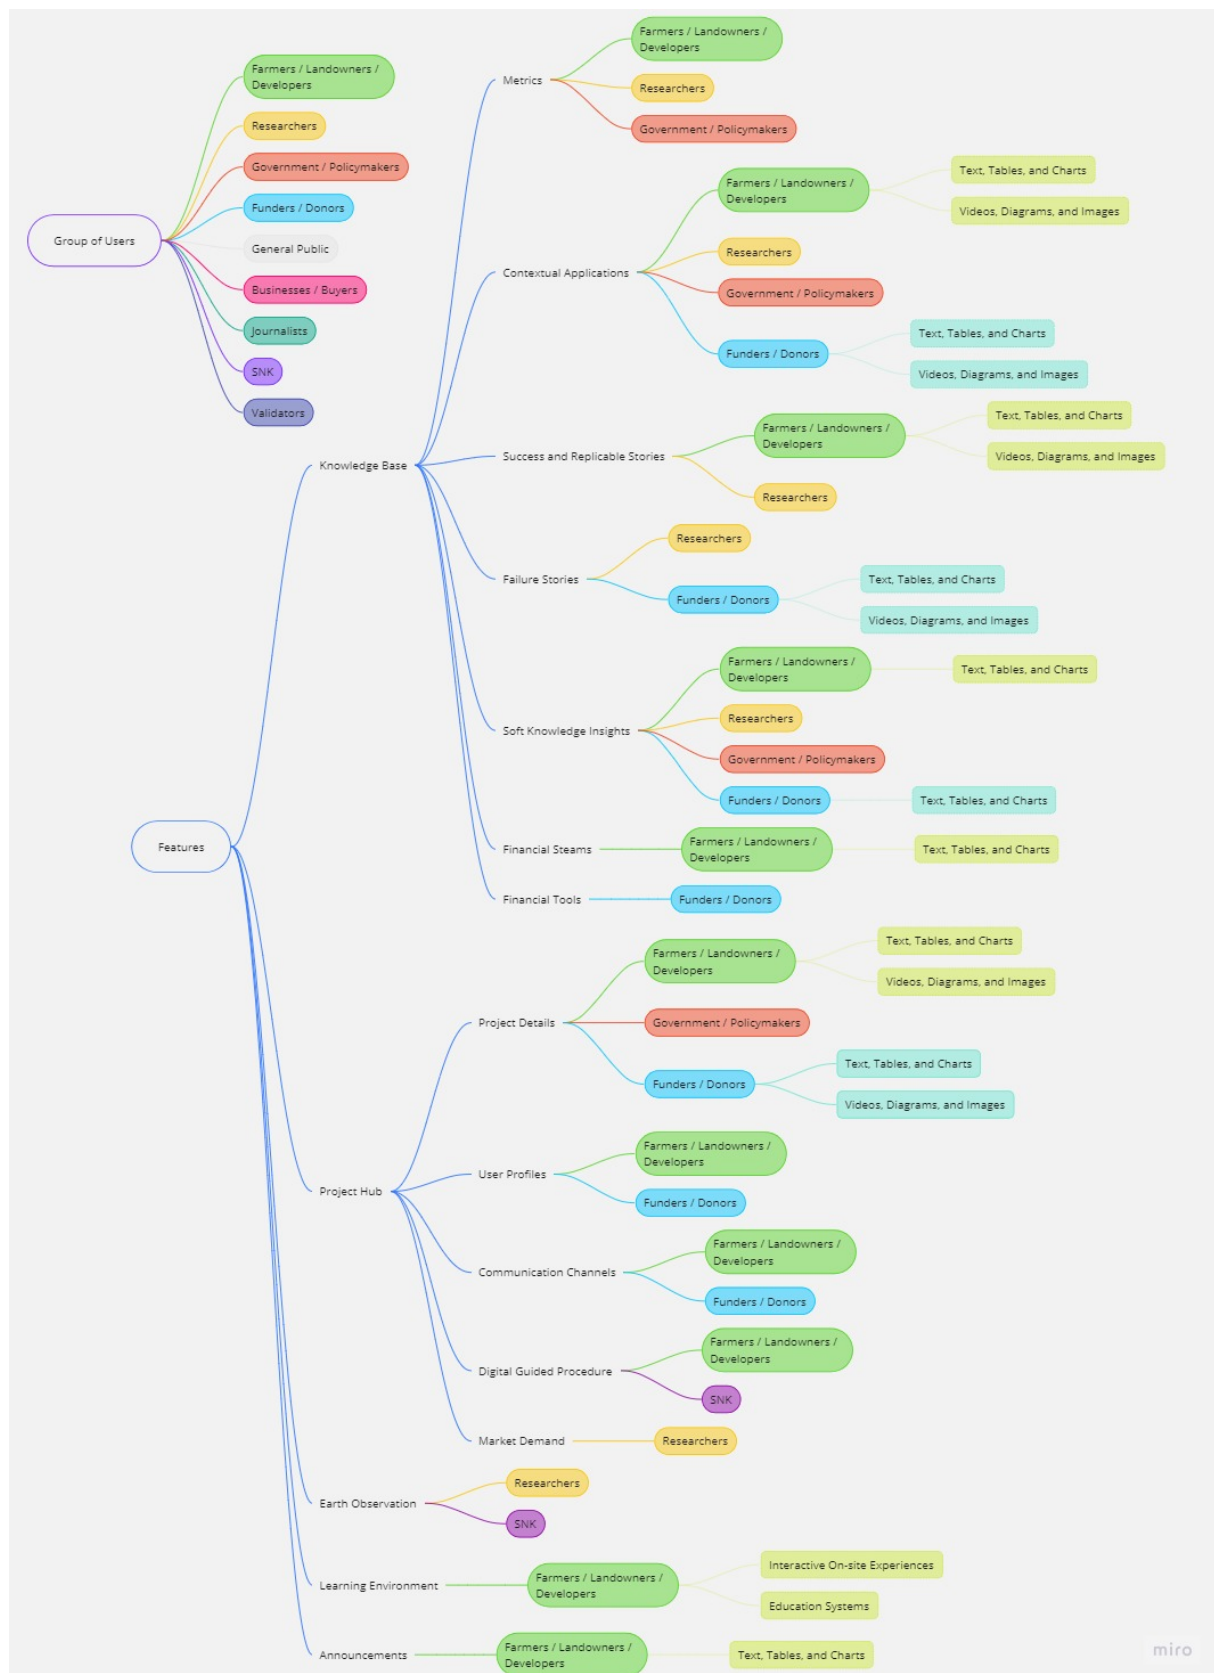 Group of Users
Farmers / Landowners /
Developers
Researchers
Government / Policymakers
Funders / Donors
General Public
Businesses / Buyers
Journalists
SNK
Validators
Features
Knowledge Base
Metrics
Farmers / Landowners /
Developers
Researchers
Government / Policymakers
Contextual Applications
Farmers / Landowners /
Developers
Text, Tables, and Charts
Videos, Diagrams, and Images
Researchers
Government / Policymakers
Funders / Donors
Text, Tables, and Charts
Videos, Diagrams, and Images
Success and Replicable Stories
Farmers / Landowners /
Developers
Text, Tables, and Charts
Videos, Diagrams, and Images
Researchers
Failure Stories
Researchers
Funders / Donors
Text, Tables, and Charts
Videos, Diagrams, and Images
Soft Knowledge Insights
Farmers / Landowners /
Developers
Text, Tables, and Charts
Researchers
Government / Policymakers
Funders / Donors
Text, Tables, and Charts
Financial Steams
Farmers / Landowners /
Developers
Text, Tables, and Charts
Financial Tools
Funders / Donors
Project Hub
Project Details
Farmers / Landowners /
Developers
Text, Tables, and Charts
Videos, Diagrams, and Images
Government / Policymakers
Funders / Donors
Text, Tables, and Charts
Videos, Diagrams, and Images
User Profiles
Farmers / Landowners /
Developers
Funders / Donors
Communication Channels
Farmers / Landowners /
Developers
Funders / Donors
Digital Guided Procedure
Farmers / Landowners /
Developers
SNK
Market Demand
Researchers
Earth Observation
Researchers
SNK
Learning Environment
Farmers / Landowners /
Developers
Interactive On-site Experiences
Education Systems
Announcements
Farmers / Landowners /
Developers
Text, Tables, and Charts
miro